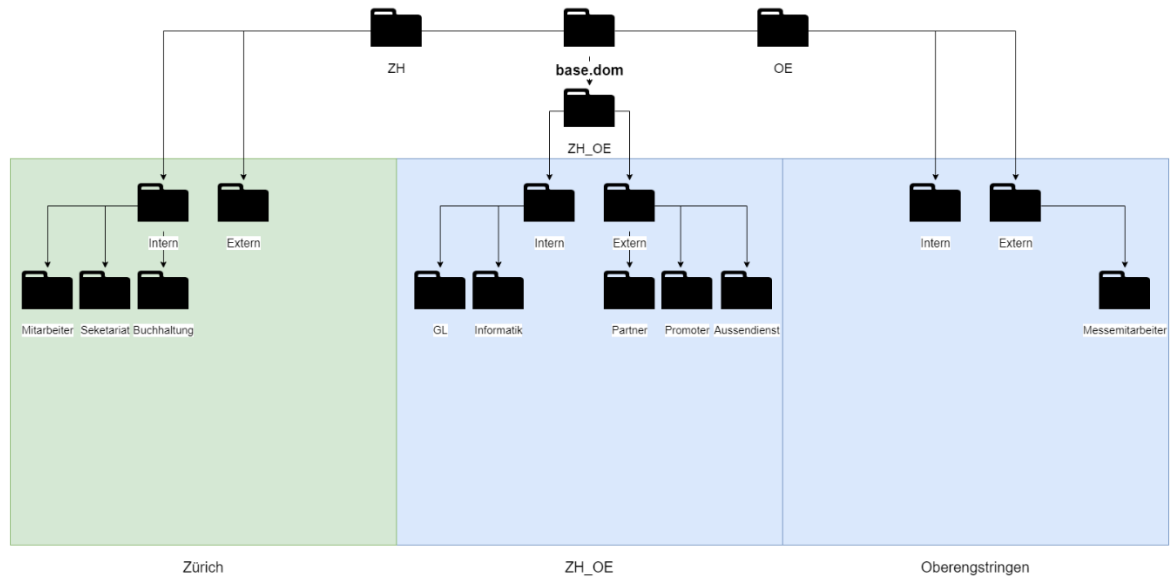 ZH
base.dom
OE
ZH_OE
Intern
Extern
Intern
Extern
Intern
Extern
Mitarbeiter
Seketariat
Buchhaltung
GL
Informatik
Partner
Promoter
Aussendienst
Messemitarbeiter
Zürich
ZH_OE
Oberengstringen